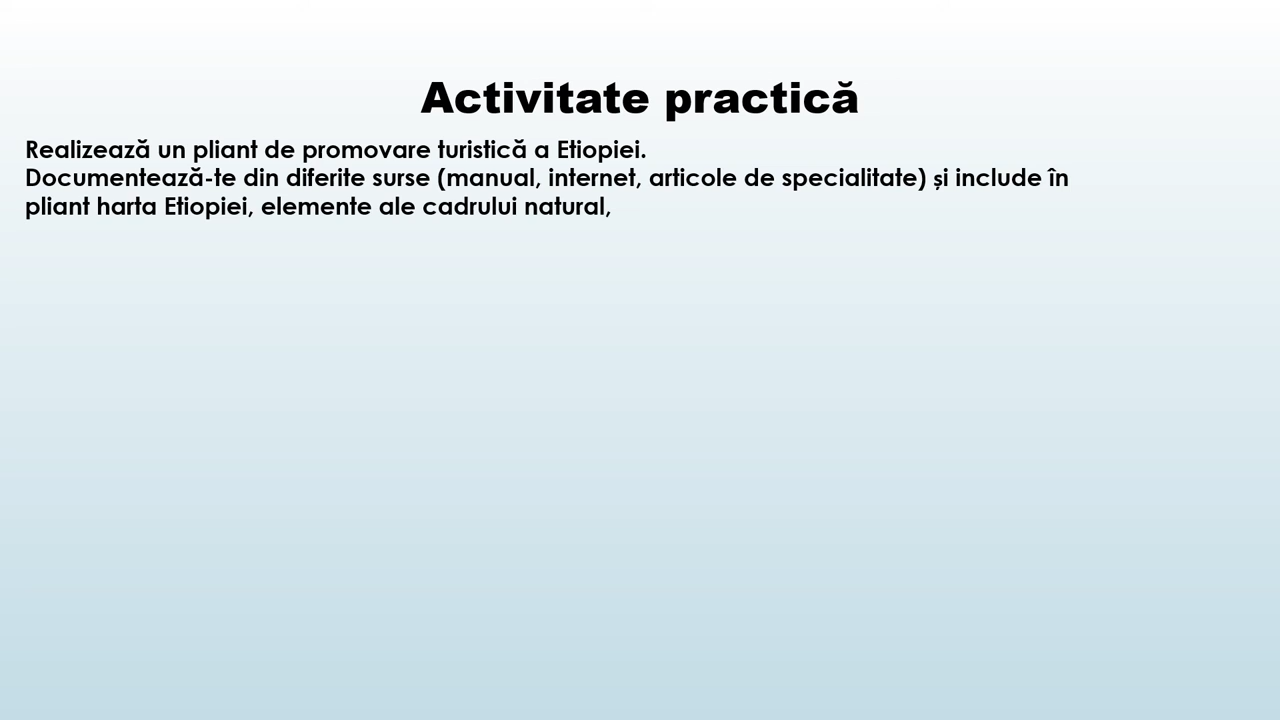 Activitate practică
Realizează un pliant de promovare turistică a Etiopiei.
Documentează-te din diferite surse (manual, internet, articole de specialitate) și include în
pliant harta Etiopiei, elemente ale cadrului natural,